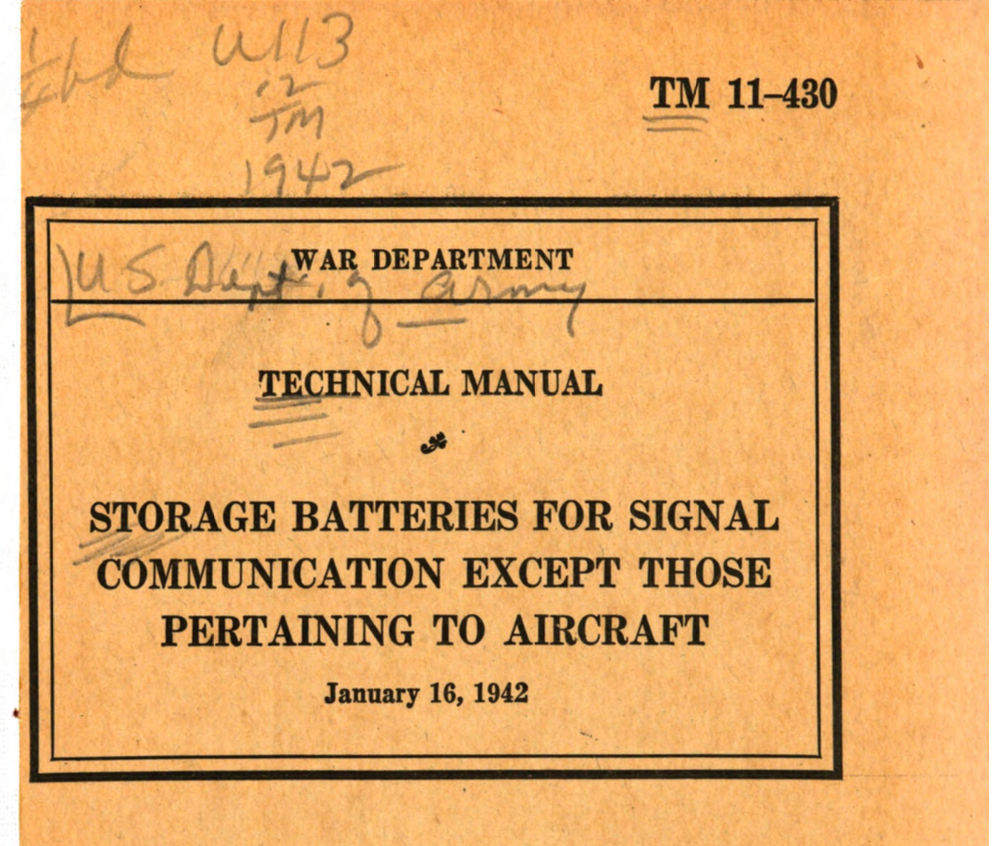 U113
.2
TM
1942
TM 11–430
WAR DEPARTMENT
U S Dept. of Army
TECHNICAL MANUAL
STORAGE BATTERIES FOR SIGNAL
COMMUNICATION EXCEPT THOSE
PERTAINING TO AIRCRAFT
January 16, 1942